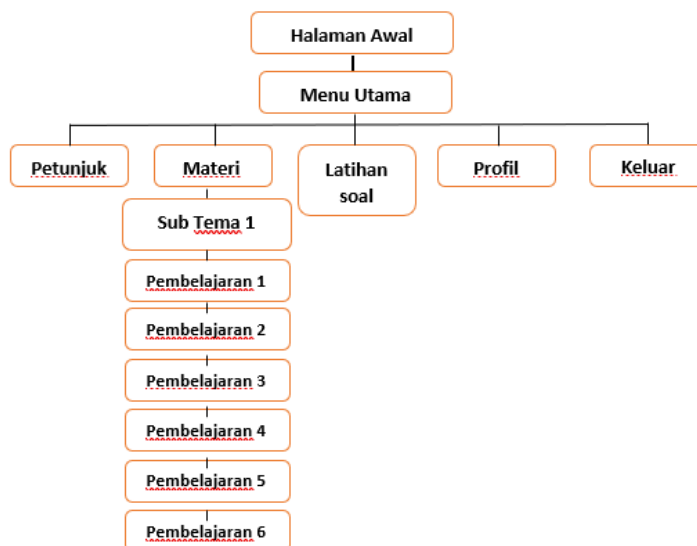 Halaman Awal
Menu Utama
Petunjuk
Materi
Latihan
soal
Profil
Keluar
Sub Tema 1
Pembelajaran 1
Pembelajaran 2
Pembelajaran 3
Pembelajaran 4
Pembelajaran 5
Pembelajaran 6